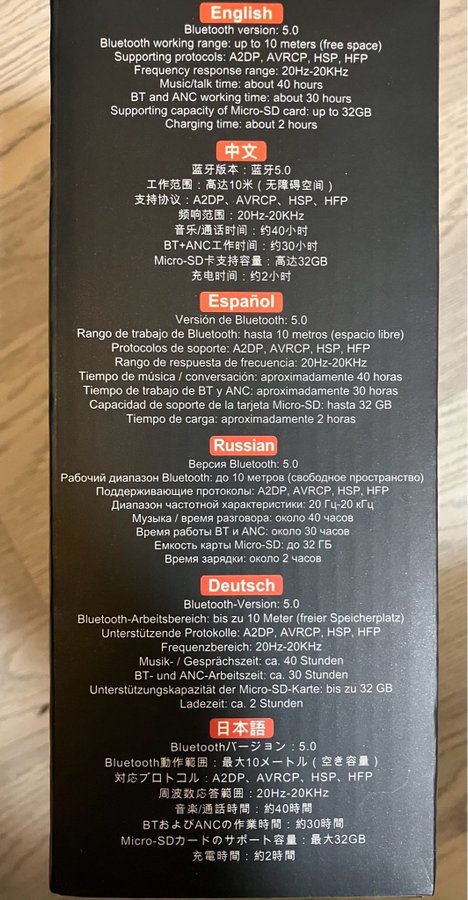 English
Bluetooth version: 5.0
Bluetooth working range: up to 10 meters (free space)
Supporting protocols: A2DP, AVRCP, HSP, HFP
Frequency response range: 20Hz-20KHz
Music/talk time: about 40 hours
BT and ANC working time: about 30 hours
Supporting capacity of Micro-SD card: up to 32GB
Charging time: about 2 hours
中文
蓝牙版本：蓝牙5.0
工作范围：高达10米（无障碍空间）
支持协议：A2DP、AVRCP、HSP、HFP
频响范围：20Hz-20KHz
音乐/通话时间：约40小时
BT+ANC工作时间：约30小时
Micro-SD卡支持容量：高达32GB
充电时间：约2小时
Español
Versión de Bluetooth: 5.0
Rango de trabajo de Bluetooth: hasta 10 metros (espacio libre)
Protocolos de soporte: A2DP, AVRCP, HSP, HFP
Rango de respuesta de frecuencia: 20Hz-20KHz
Tiempo de música / conversación: aproximadamente 40 horas
Tiempo de trabajo de BT y ANC: aproximadamente 30 horas
Capacidad de soporte de la tarjeta Micro-SD: hasta 32 GB
Tiempo de carga: aproximadamente 2 horas
Russian
Версия Bluetooth: 5.0
Рабочий диапазон Bluetooth: до 10 метров (свободное пространство)
Поддерживающие протоколы: A2DP, AVRCP, HSP, HFP
Диапазон частотной характеристики: 20 Гц-20 кГц
Музыка / время разговора: около 40 часов
Время работы BT и ANC: около 30 часов
Емкость карты Micro-SD: до 32 ГБ
Время зарядки: около 2 часов
Deutsch
Bluetooth-Version: 5.0
Bluetooth-Arbeitsbereich: bis zu 10 Meter (freier Speicherplatz)
Unterstützende Protokolle: A2DP, AVRCP, HSP, HFP
Frequenzbereich: 20Hz-20KHz
Musik- / Gesprächszeit: ca. 40 Stunden
BT- und ANC-Arbeitszeit: ca. 30 Stunden
Unterstützungskapazität der Micro-SD-Karte: bis zu 32 GB
Ladezeit: ca. 2 Stunden
日本語
Bluetoothバージョン：5.0
Bluetooth動作範囲：最大10メートル（空き容量）
対応プロトコル：A2DP、AVRCP、HSP、HFP
周波数応答範囲：20Hz-20KHz
音楽/通話時間：約40時間
BTおよびANCの作業時間：約30時間
Micro-SDカードのサポート容量：最大32GB
充電時間：約2時間